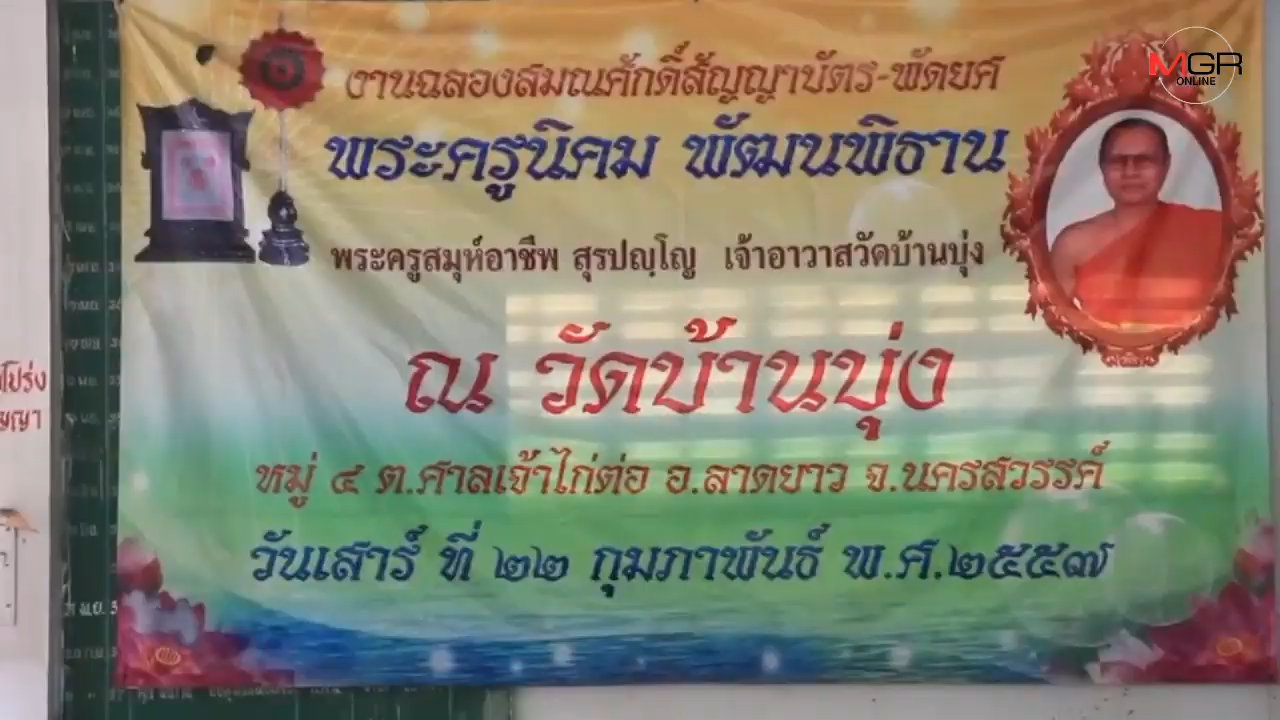 MGR
ONLINE
งานฉลองสมณศักดิ์สัญญาบัตร-พัดยศ
พระครูนิคม พัฒนพิธาน
พระครูสมุห์อาชีพ สุรปญฺโญ เจ้าอาวาสวัดบ้านบุ่ง
ณ วัดบ้านบุ่ง
หมู่ ๔ ต.ศาลเจ้าไก่ต่อ อ.ลาดยาว จ.นครสวรรค์
วันเสาร์ ที่ ๒๒ กุมภาพันธ์ พ.ศ.๒๕๕๗